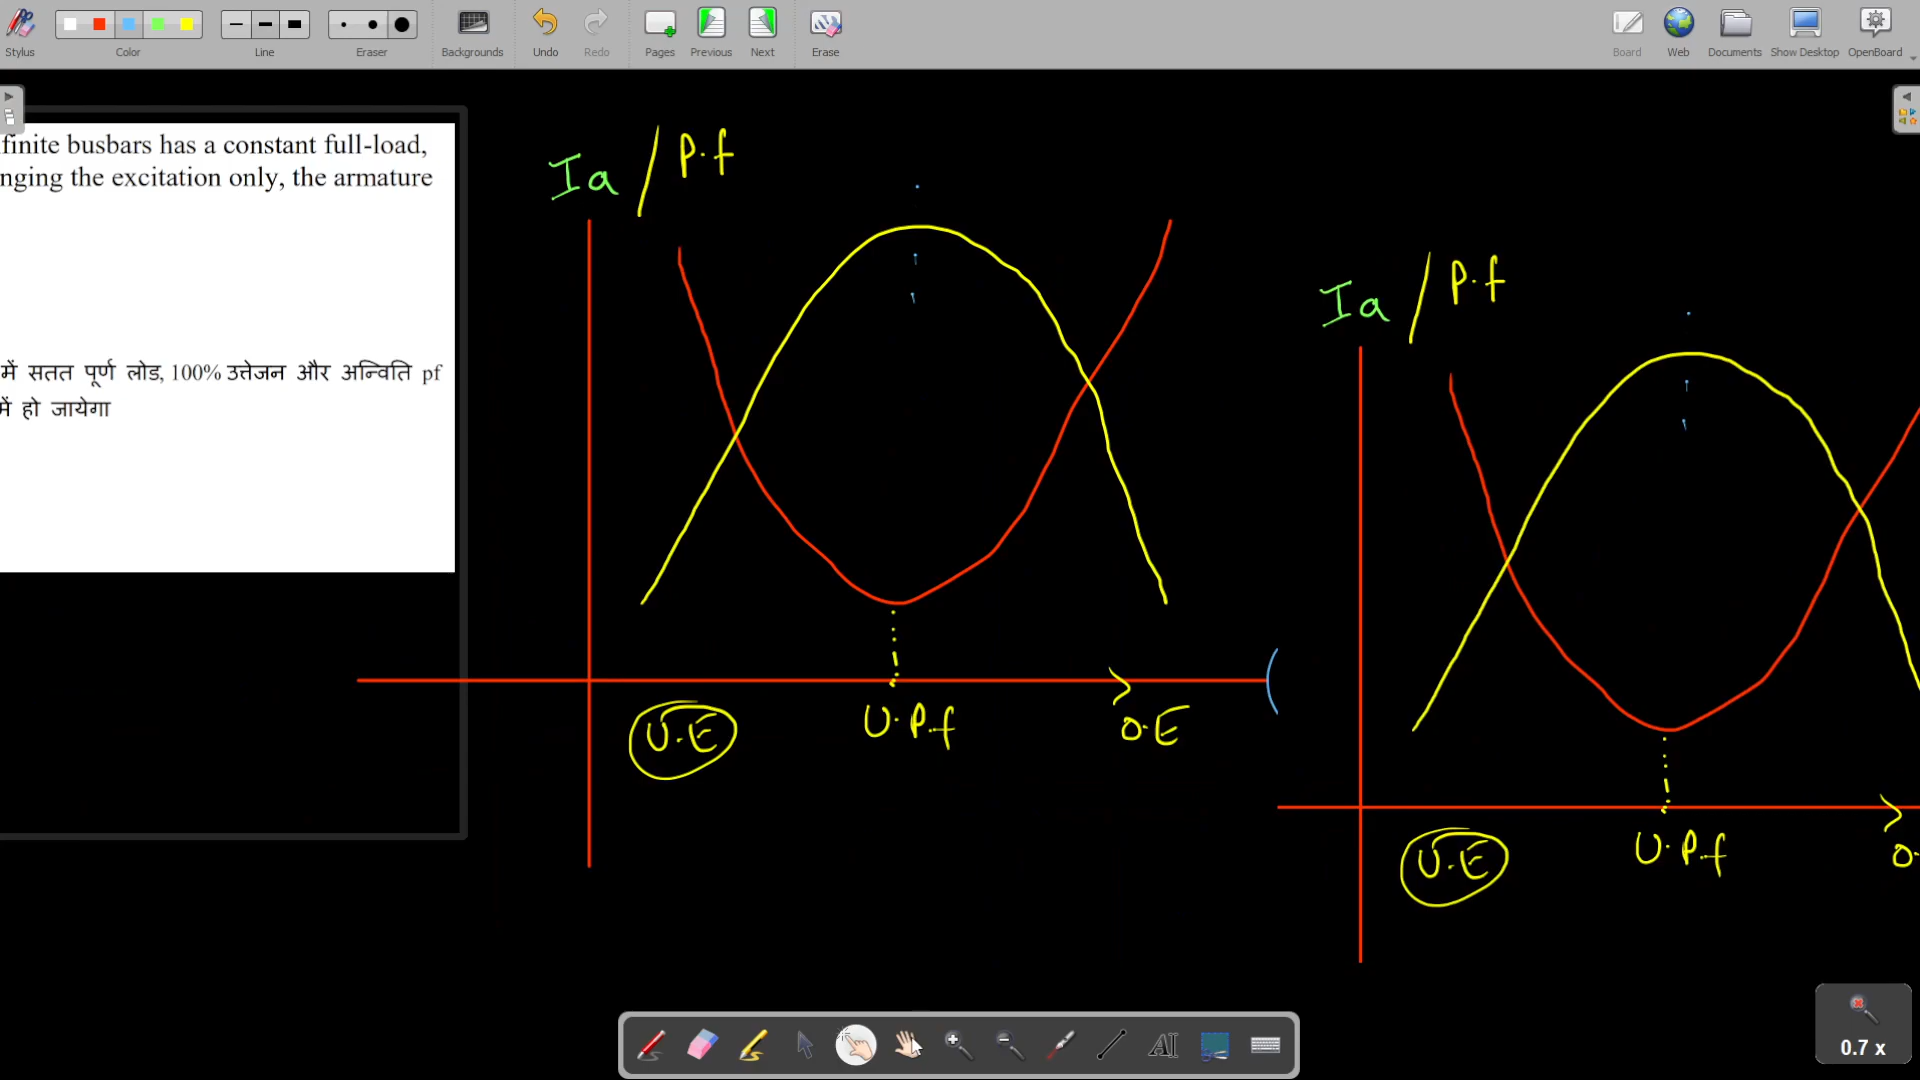 Stylus
Color
Line
Eraser
Backgrounds
Undo
Redo
Pages
Previous
Next
Erase
Board
Web
Documents
Show Desktop
OpenBoard
finite busbars has a constant full-load,
nging the excitation only, the armature
में सतत पूर्ण लोड, 100% उत्तेजन और अन्विति pf
में हो जायेगा
Ia / P.f
U.E
U.P.f
O.E
Ia / P.f
U.E
U.P.f
O.
0.7 x